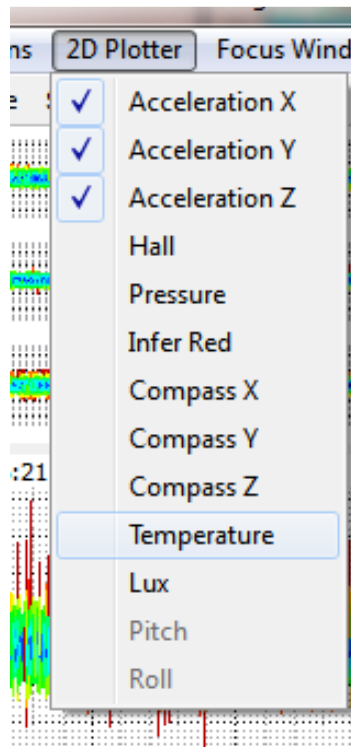 ns 2D Plotter Focus Wind
e
Acceleration X
Acceleration Y
Acceleration Z
Hall
Pressure
Infer Red
Compass X
Compass Y
Compass Z
:21
Temperature
Lux
Pitch
Roll